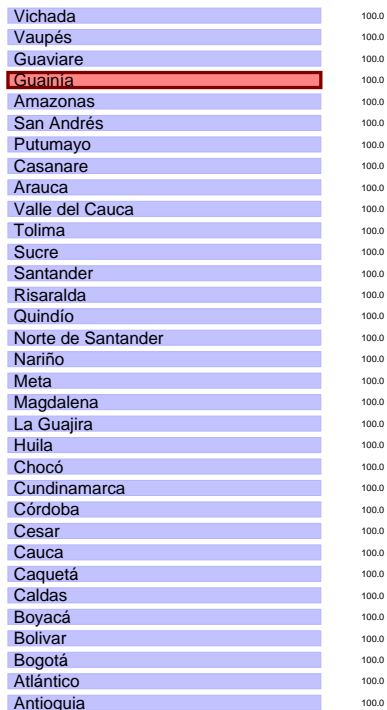 Vichada 100.0
Vaupés 100.0
Guaviare 100.0
Guainía 100.0
Amazonas 100.0
San Andrés 100.0
Putumayo 100.0
Casanare 100.0
Arauca 100.0
Valle del Cauca 100.0
Tolima 100.0
Sucre 100.0
Santander 100.0
Risaralda 100.0
Quindío 100.0
Norte de Santander 100.0
Nariño 100.0
Meta 100.0
Magdalena 100.0
La Guajira 100.0
Huila 100.0
Chocó 100.0
Cundinamarca 100.0
Córdoba 100.0
Cesar 100.0
Cauca 100.0
Caquetá 100.0
Caldas 100.0
Boyacá 100.0
Bolivar 100.0
Bogotá 100.0
Atlántico 100.0
Antioquia 100.0